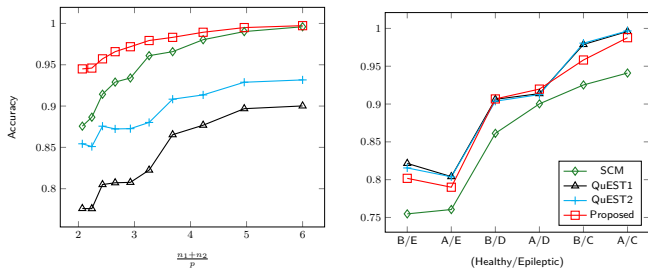 1
0.95
0.9
0.85
0.8
Accuracy
2
3
4
5
6
n₁+n₂
p
1
0.95
0.9
0.85
0.8
0.75
SCM
QuEST1
QuEST2
Proposed
B/E A/E B/D A/D B/C A/C
(Healthy/Epileptic)